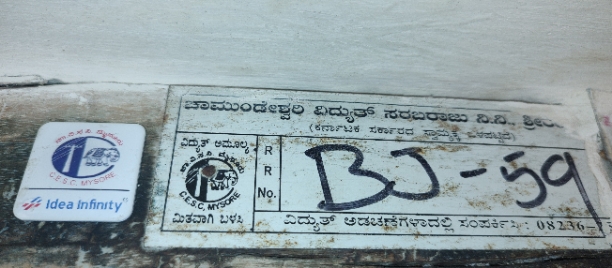 ಚಾಮುಂಡೇಶ್ವರಿ ವಿದ್ಯುತ್ ಸರಬರಾಜು ನಿ.ನಿ.,
(ಕರ್ನಾಟಕ ಸರ್ಕಾರದ ಸ್ವಾಮ್ಯಕ್ಕೆ ಒಳಪಟ್ಟಿದೆ)
C.E.S.C, MYSORE
Idea Infinity
ವಿದ್ಯುತ್ ಅಮೂಲ್ಯ
C.E.S.C, MYSORE
ಮಿತವಾಗಿ ಬಳಸಿ
R
R
No.
BJ-59
ವಿದ್ಯುತ್ ಅಡಚಣೆಗಳಾದಲ್ಲಿ ಸಂಪರ್ಕಿಸಿ: 08236